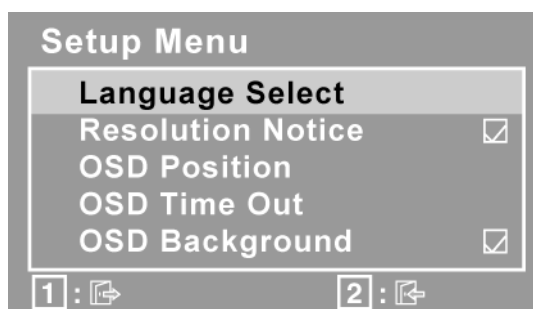 Setup Menu
Language Select
Resolution Notice
OSD Position
OSD Time Out
OSD Background
1 : 2 :